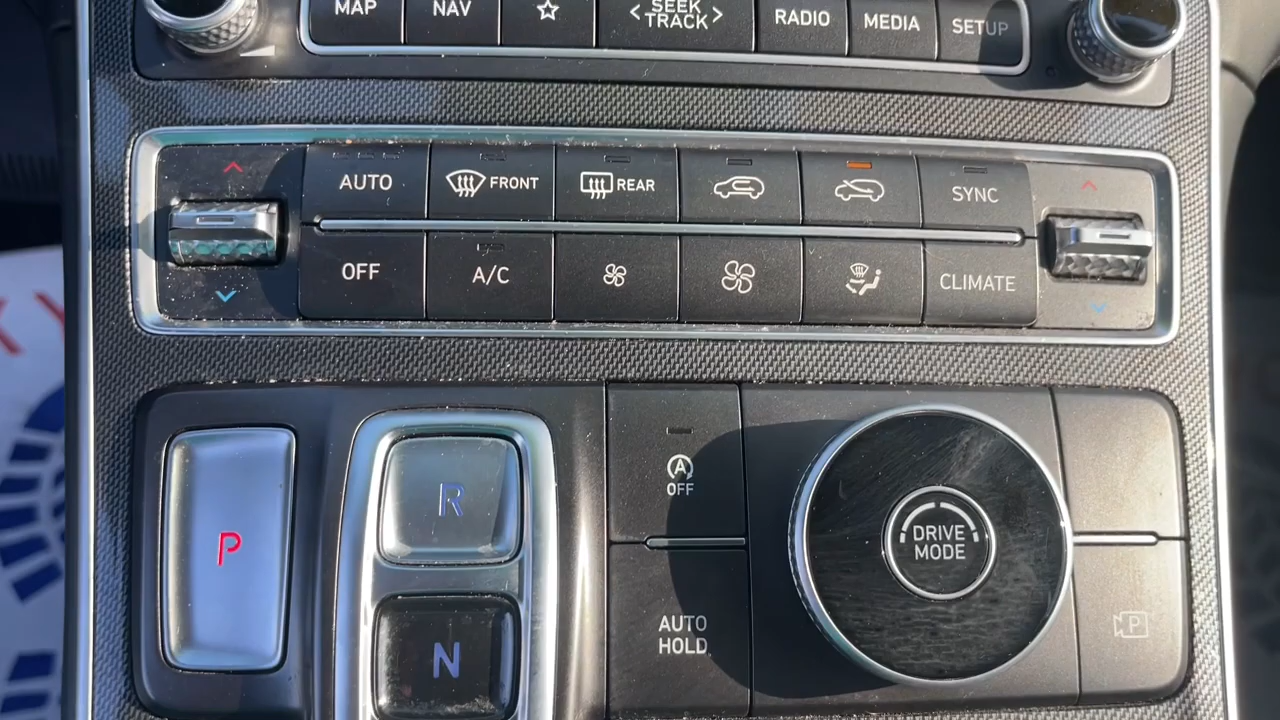 MAP NAV SEEK TRACK RADIO MEDIA SETUP
AUTO FRONT REAR SYNC
OFF A/C CLIMATE
P
R
N
A
OFF
AUTO
HOLD
DRIVE
MODE
P